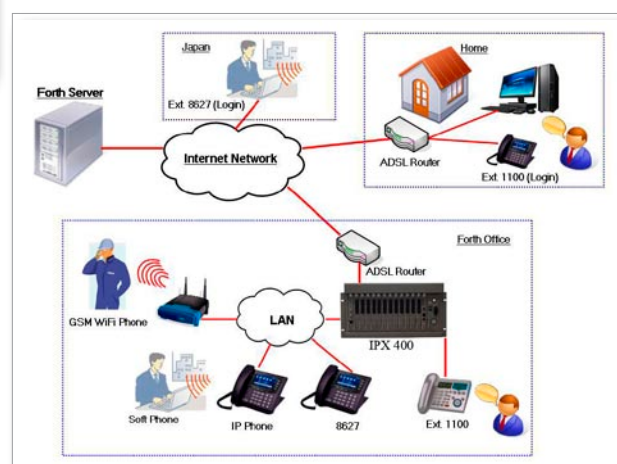 Japan
Home
Forth Server
Ext. 8627 (Login)
Internet Network
ADSL Router
Ext. 1100 (Login)
Forth Office
ADSL Router
GSM WiFi Phone
LAN
IPX 400
Soft Phone
IP Phone
8627
Ext. 1100